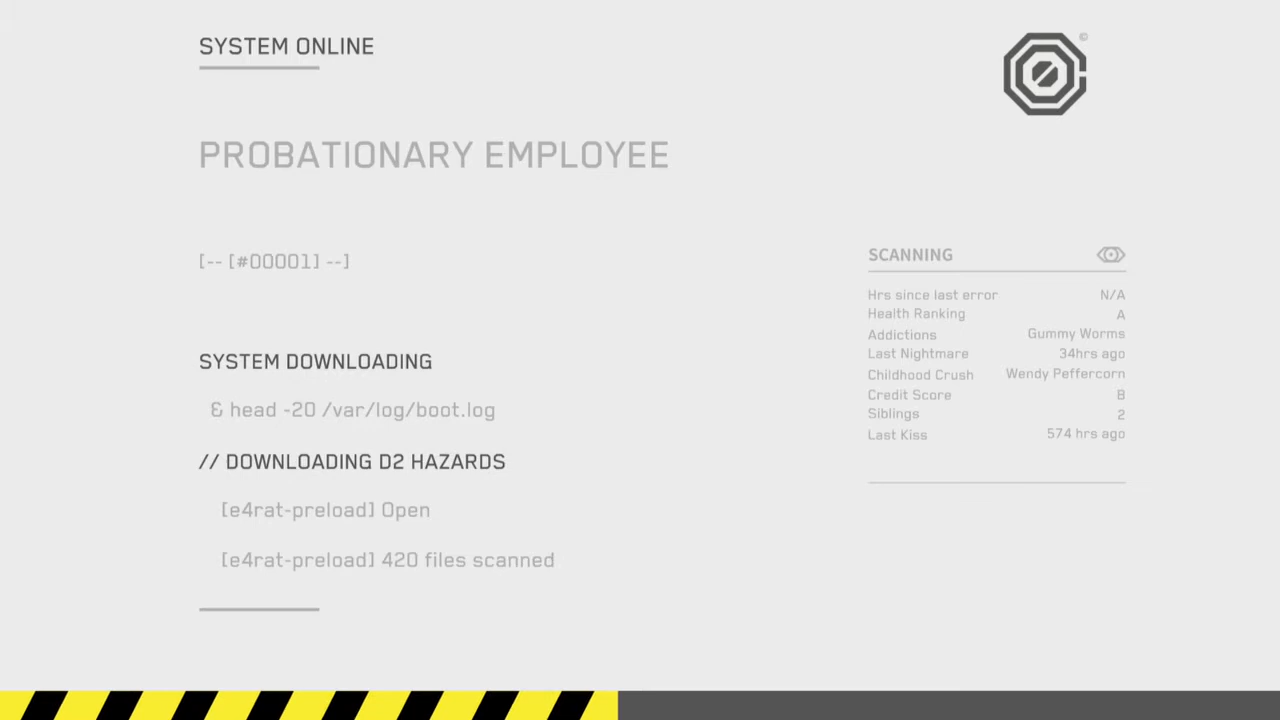 SYSTEM ONLINE
©
PROBATIONARY EMPLOYEE
[-- [#00001] --]
SYSTEM DOWNLOADING
& head -20 /var/log/boot.log
// DOWNLOADING D2 HAZARDS
[e4rat-preload] Open
[e4rat-preload] 420 files scanned
SCANNING
Hrs since last error N/A
Health Ranking A
Addictions Gummy Worms
Last Nightmare 34hrs ago
Childhood Crush Wendy Peffercorn
Credit Score B
Siblings 2
Last Kiss 574 hrs ago